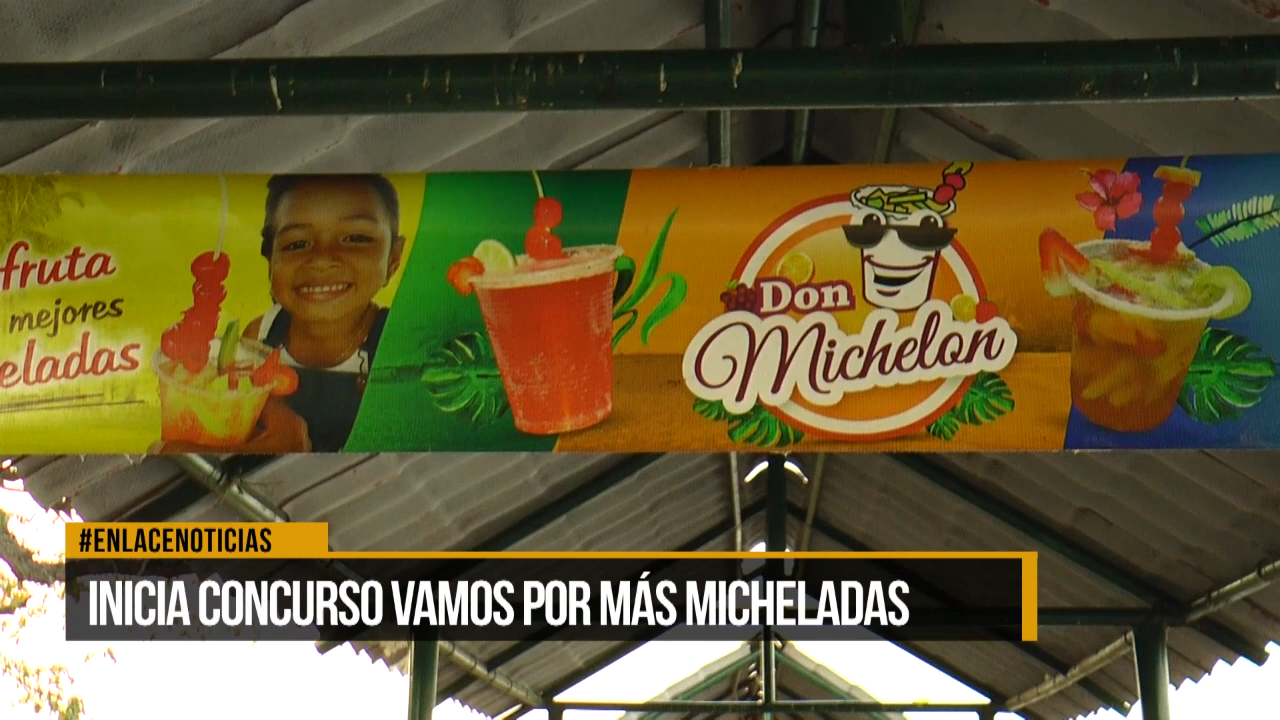 fruta
mejores
eladas
Don
Michelon
#ENLACENOTICIAS
INICIA CONCURSO VAMOS POR MÁS MICHELADAS